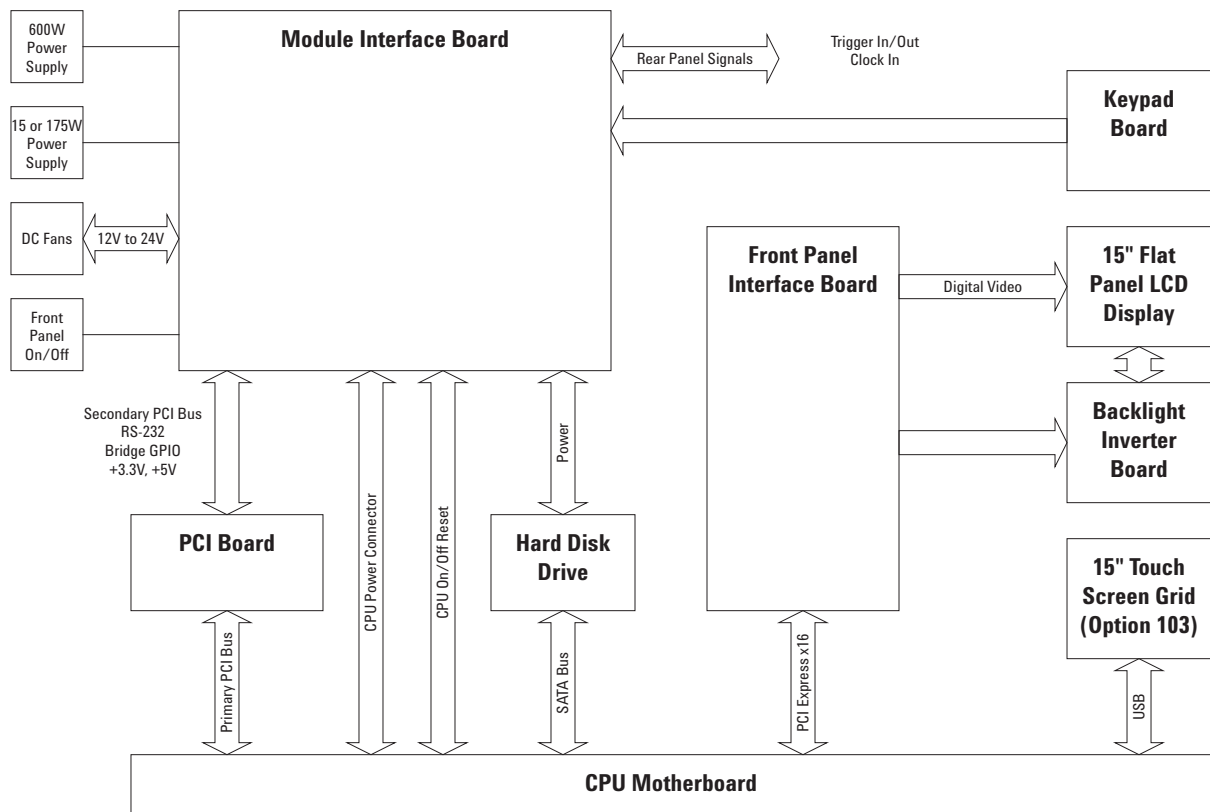 600W
Power
Supply
Module Interface Board
Rear Panel Signals
Trigger In/Out
Clock In
Keypad
Board
15 or 175W
Power
Supply
DC Fans
12V to 24V
Front
Panel
On/Off
Front Panel
Interface Board
Digital Video
15" Flat
Panel LCD
Display
Backlight
Inverter
Board
Secondary PCI Bus
RS-232
Bridge GPIO
+3.3V, +5V
CPU Power Connector
CPU On/Off Reset
Power
PCI Board
Hard Disk
Drive
15" Touch
Screen Grid
(Option 103)
Primary PCI Bus
SATA Bus
PCI Express x16
USB
CPU Motherboard